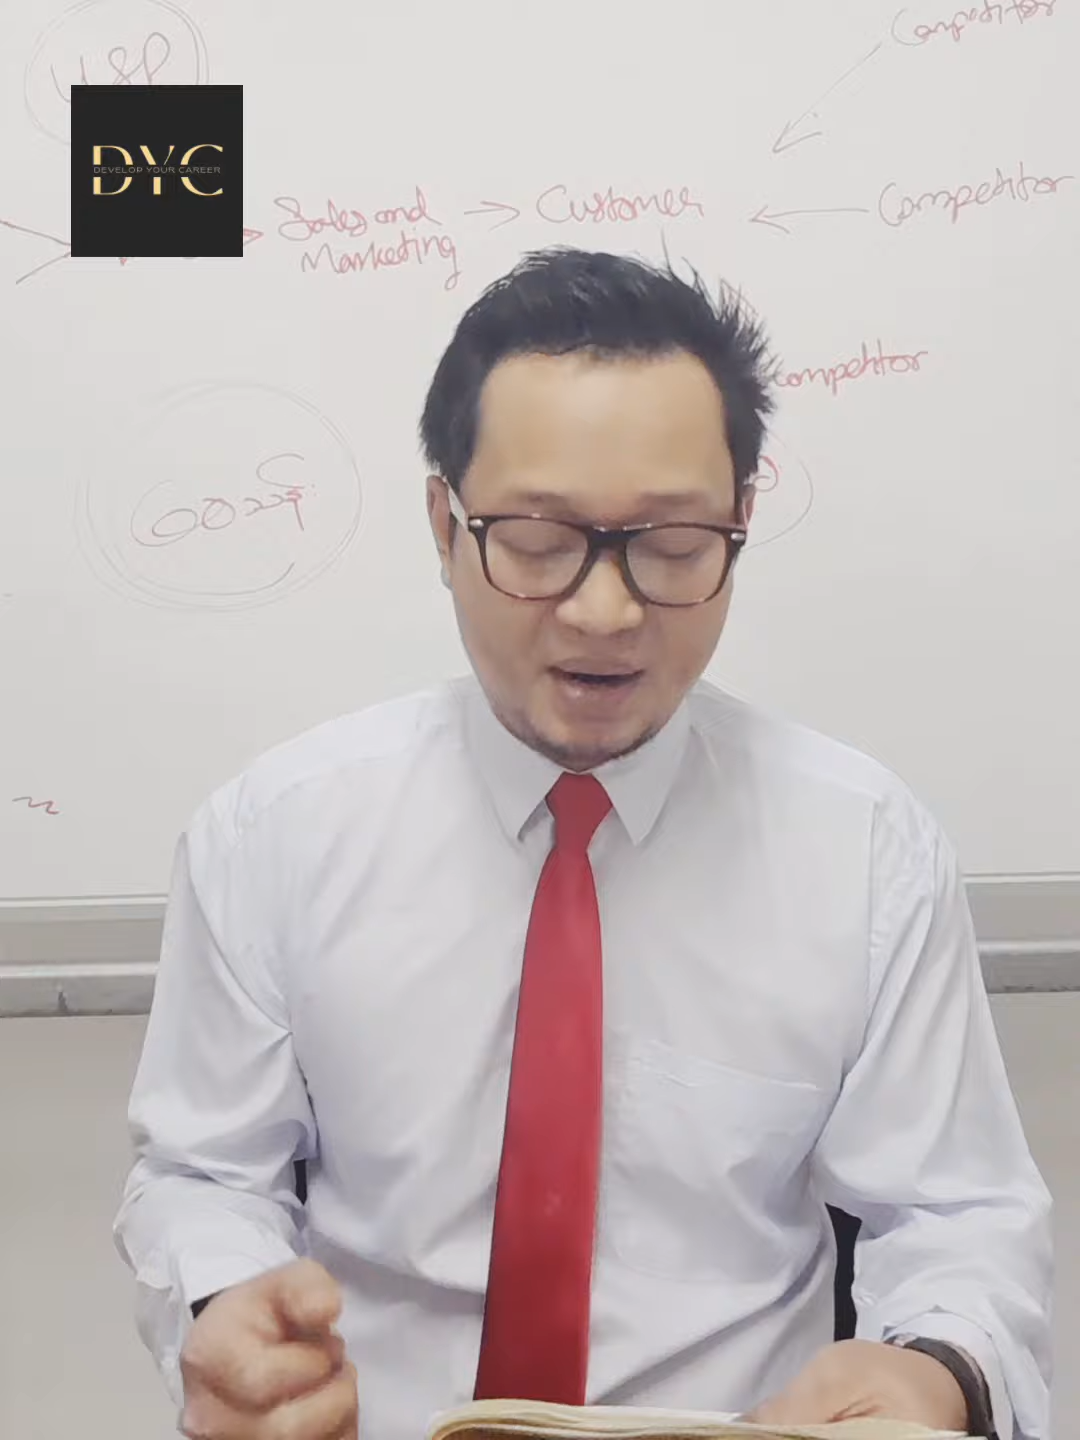 USP
DYC
DEVELOP YOUR CAREER
Sales and
Marketing
Customer
Competitor
Competitor
Competitor